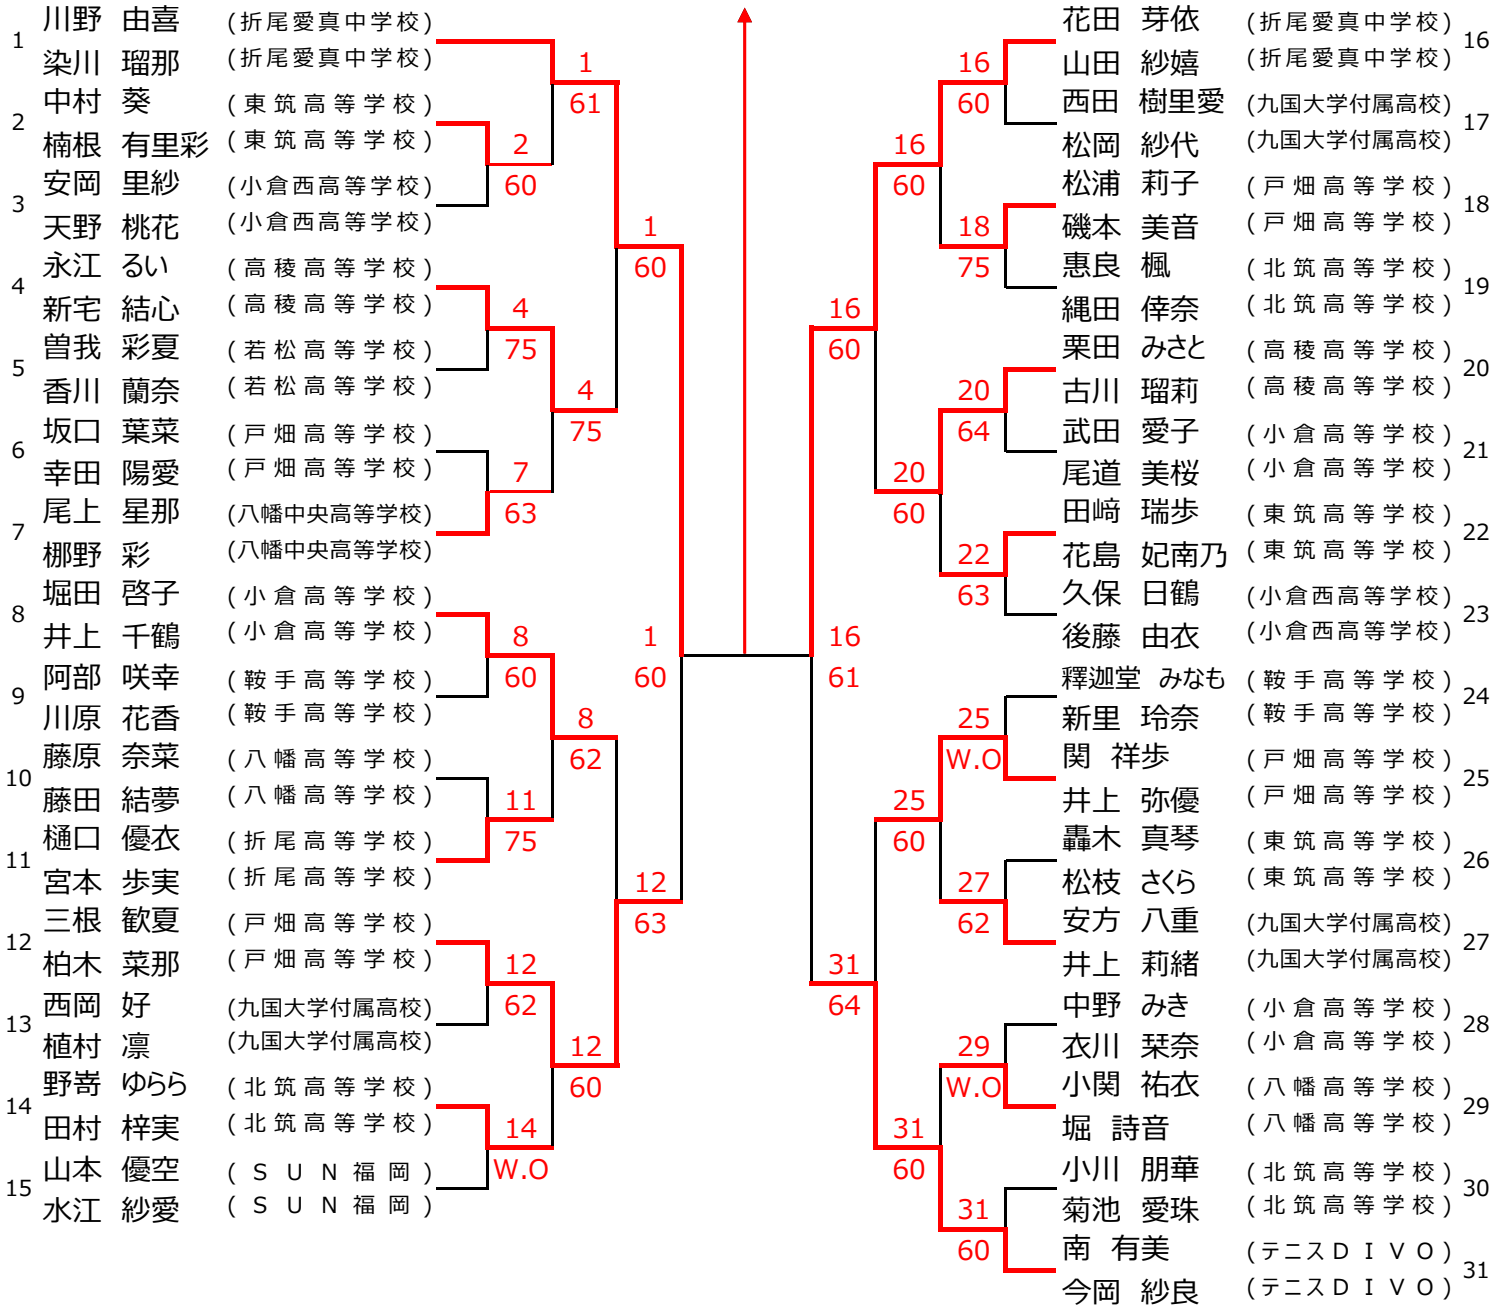 川野 由喜 (折尾愛真中学校)
1
染川 瑠那 (折尾愛真中学校)
中村 葵 (東筑高等学校)
2
楠根 有里彩 (東筑高等学校)
安岡 里紗 (小倉西高等学校)
3
天野 桃花 (小倉西高等学校)
永江 るい (高稜高等学校)
4
新宅 結心 (高稜高等学校)
曽我 彩夏 (若松高等学校)
5
香川 蘭奈 (若松高等学校)
坂口 葉菜 (戸畑高等学校)
6
幸田 陽愛 (戸畑高等学校)
尾上 星那 (八幡中央高等学校)
7
梛野 彩 (八幡中央高等学校)
堀田 啓子 (小倉高等学校)
8
井上 千鶴 (小倉高等学校)
阿部 咲幸 (鞍手高等学校)
9
川原 花香 (鞍手高等学校)
藤原 奈菜 (八幡高等学校)
10
藤田 結夢 (八幡高等学校)
樋口 優衣 (折尾高等学校)
11
宮本 歩実 (折尾高等学校)
三根 歓夏 (戸畑高等学校)
12
柏木 菜那 (戸畑高等学校)
西岡 好 (九国大学付属高校)
13
植村 凛 (九国大学付属高校)
野嵜 ゆらら (北筑高等学校)
14
田村 梓実 (北筑高等学校)
山本 優空 (SUN福岡)
15
水江 紗愛 (SUN福岡)
2
60
4
75
7
63
8
60
11
75
12
62
14
W.O
1
61
4
75
8
62
12
60
1
60
12
63
1
60
16
61
16
60
31
64
16
60
20
60
25
60
31
60
16
60
18
75
20
64
22
63
25
W.O
27
62
29
W.O
31
60
花田 芽依 (折尾愛真中学校)
16
山田 紗嬉 (折尾愛真中学校)
西田 樹里愛 (九国大学付属高校)
17
松岡 紗代 (九国大学付属高校)
松浦 莉子 (戸畑高等学校)
18
磯本 美音 (戸畑高等学校)
惠良 楓 (北筑高等学校)
19
縄田 倖奈 (北筑高等学校)
栗田 みさと (高稜高等学校)
20
古川 瑠莉 (高稜高等学校)
武田 愛子 (小倉高等学校)
21
尾道 美桜 (小倉高等学校)
田﨑 瑞歩 (東筑高等学校)
22
花島 妃南乃 (東筑高等学校)
久保 日鶴 (小倉西高等学校)
23
後藤 由衣 (小倉西高等学校)
釋迦堂 みなも (鞍手高等学校)
24
新里 玲奈 (鞍手高等学校)
関 祥歩 (戸畑高等学校)
25
井上 弥優 (戸畑高等学校)
轟木 真琴 (東筑高等学校)
26
松枝 さくら (東筑高等学校)
安方 八重 (九国大学付属高校)
27
井上 莉緒 (九国大学付属高校)
中野 みき (小倉高等学校)
28
衣川 栞奈 (小倉高等学校)
小関 祐衣 (八幡高等学校)
29
堀 詩音 (八幡高等学校)
小川 朋華 (北筑高等学校)
30
菊池 愛珠 (北筑高等学校)
南 有美 (テニスDIVO)
31
今岡 紗良 (テニスDIVO)